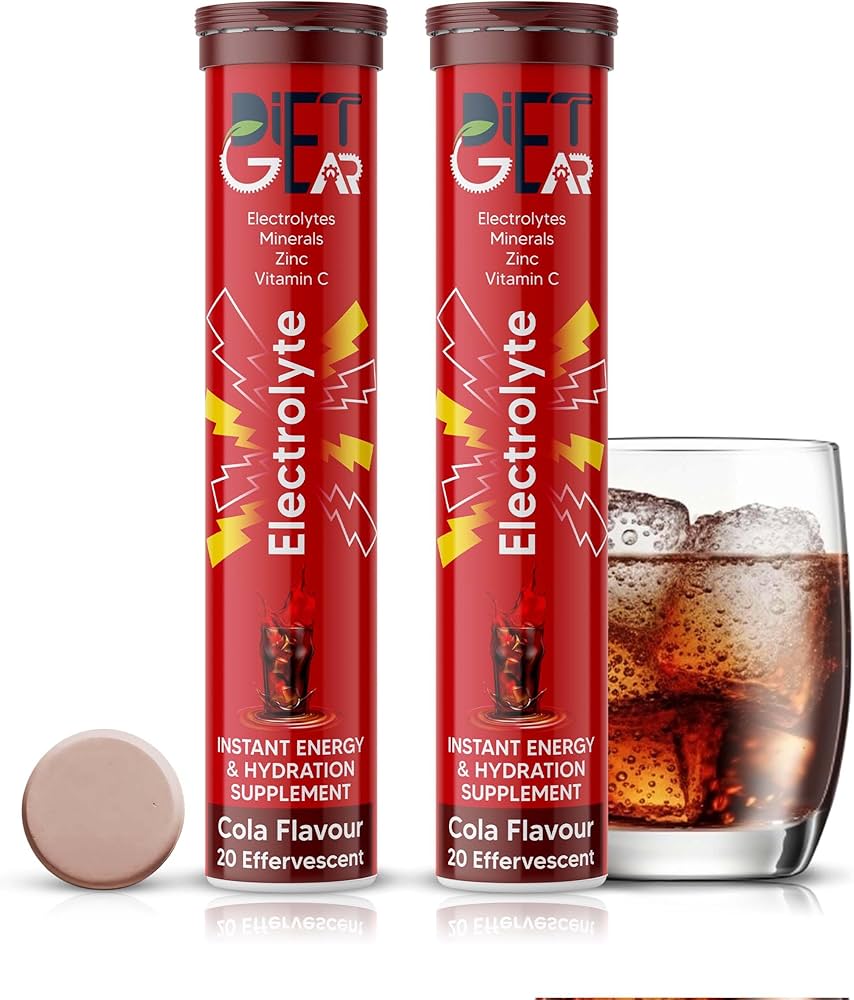 DiET
GEAR
Electrolytes
Minerals
Zinc
Vitamin C
Electrolyte
INSTANT ENERGY
& HYDRATION
SUPPLEMENT
Cola Flavour
20 Effervescent
DiET
GEAR
Electrolytes
Minerals
Zinc
Vitamin C
Electrolyte
INSTANT ENERGY
& HYDRATION
SUPPLEMENT
Cola Flavour
20 Effervescent